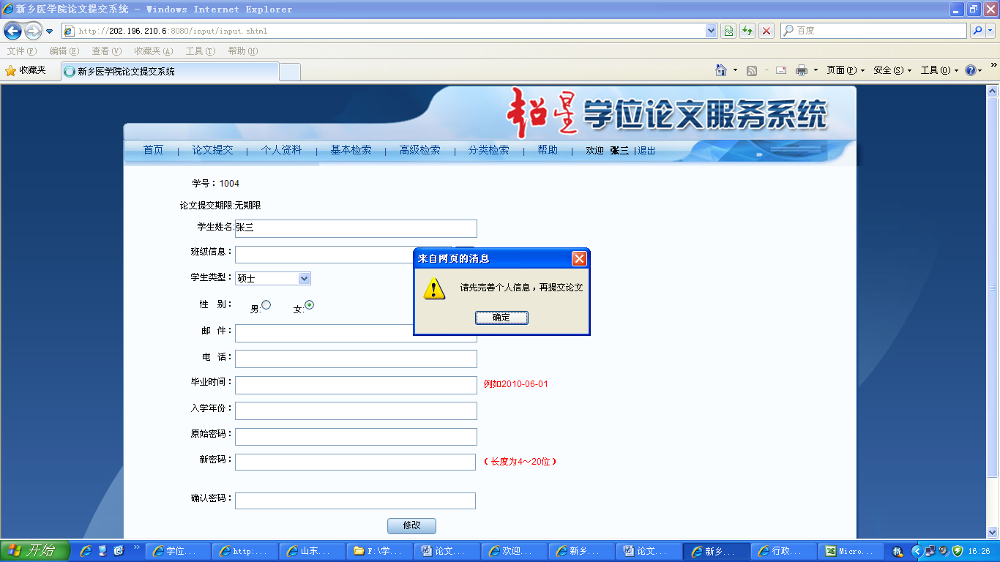 新乡医学院论文提交系统 - Windows Internet Explorer
http://202.196.210.6:8080/input/input.shtml
百度
文件(F) 编辑(E) 查看(V) 收藏夹(A) 工具(T) 帮助(H)
收藏夹 新乡医学院论文提交系统 页面(P) 安全(S) 工具(O) »
超星 学位论文服务系统
首页 | 论文提交 | 个人资料 | 基本检索 | 高级检索 | 分类检索 | 帮助 | 欢迎 张三 |退出
学号：1004
论文提交期限:无期限
学生姓名:张三
班级信息：
来自网页的消息
请先完善个人信息，再提交论文
确定
学生类型：硕士
性 别： 男: 女:
邮 件：
电 话：
毕业时间： 例如2010-06-01
入学年份：
原始密码：
新密码： （长度为4～20位）
确认密码：
修改
开始 » 学位... http:... 山东... F:\学... 论文... 欢迎... 新乡... 论文... 新乡... 行政... Micro... 16:26